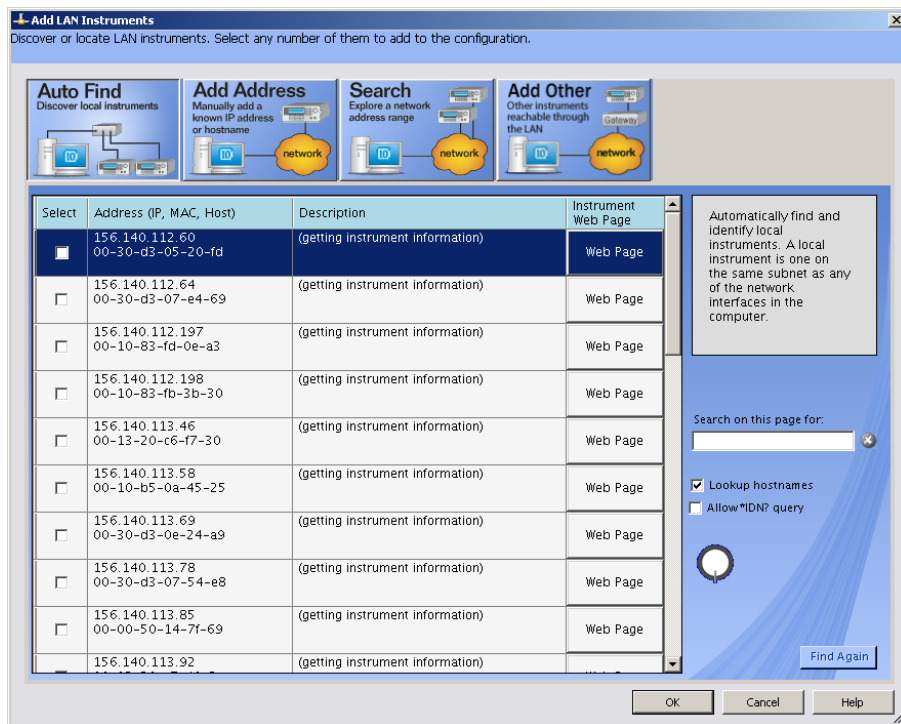 Add LAN Instruments
Discover or locate LAN instruments. Select any number of them to add to the configuration.
Auto Find
Discover local instruments
IO
Add Address
Manually add a
known IP address
or hostname
IO
network
Search
Explore a network
address range
IO
network
Add Other
Other instruments
reachable through
the LAN
Gateway
IO
network
Select
Address (IP, MAC, Host)
Description
Instrument
Web Page
156.140.112.60
00-30-d3-05-20-fd
(getting instrument information)
Web Page
156.140.112.64
00-30-d3-07-e4-69
(getting instrument information)
Web Page
156.140.112.197
00-10-83-fd-0e-a3
(getting instrument information)
Web Page
156.140.112.198
00-10-83-fb-3b-30
(getting instrument information)
Web Page
156.140.113.46
00-13-20-c6-f7-30
(getting instrument information)
Web Page
156.140.113.58
00-10-b5-0a-45-25
(getting instrument information)
Web Page
156.140.113.69
00-30-d3-0e-24-a9
(getting instrument information)
Web Page
156.140.113.78
00-30-d3-07-54-e8
(getting instrument information)
Web Page
156.140.113.85
00-00-50-14-7f-69
(getting instrument information)
Web Page
156.140.113.92
(getting instrument information)
Automatically find and
identify local
instruments. A local
instrument is one on
the same subnet as any
of the network
interfaces in the
computer.
Search on this page for:
Lookup hostnames
Allow *IDN? query
Find Again
OK
Cancel
Help